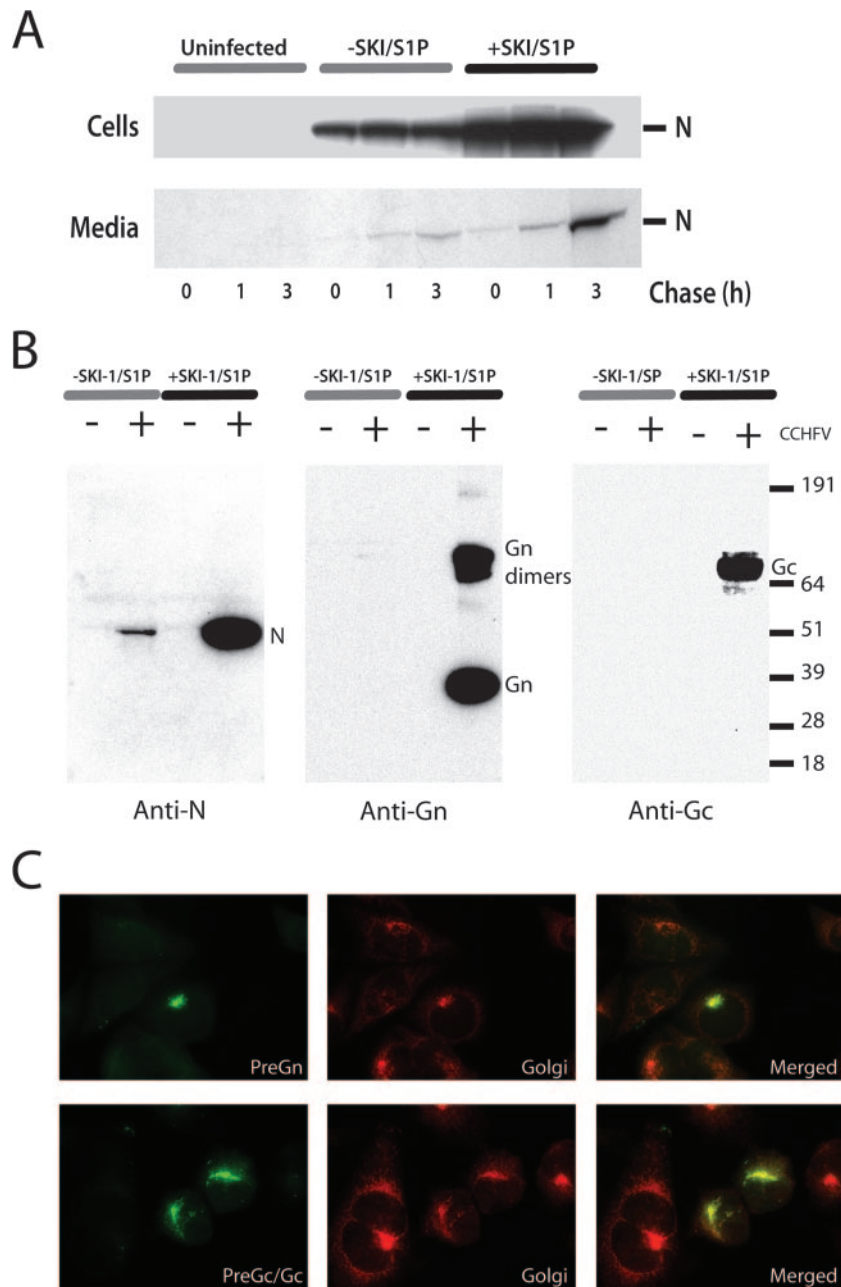 A
Uninfected -SKI/S1P +SKI/S1P
Cells N
Media N
0 1 3 0 1 3 0 1 3 Chase (h)
B
-SKI-1/S1P +SKI-1/S1P -SKI-1/S1P +SKI-1/S1P -SKI-1/SP +SKI-1/S1P
- + - + - + - + - + - + CCHFV
191
Gn
dimers
Gc
64
N
51
Gn
39
28
18
Anti-N Anti-Gn Anti-Gc
C
PreGn Golgi Merged
PreGc/Gc Golgi Merged